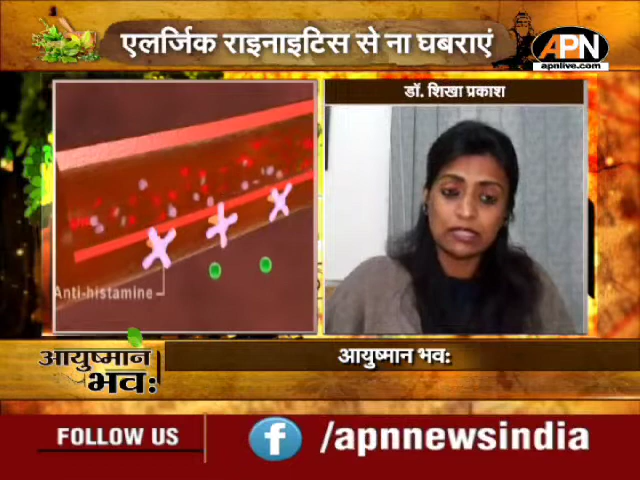 एलर्जिक राइनाइटिस से ना घबराएं
APN
apnlive.com
डॉ. शिखा प्रकाश
Anti-histamine
आयुष्मान
भव:
आयुष्मान भव:
FOLLOW US
f /apnnewsindia